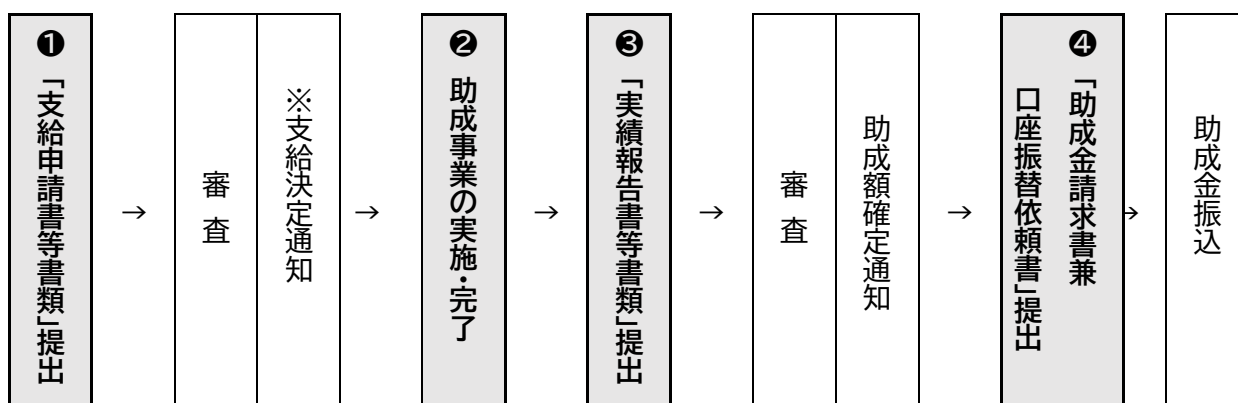 ❶「支給申請書等書類」提出
→
審査
※支給決定通知
→
❷助成事業の実施・完了
→
❸「実績報告書等書類」提出
→
審査
助成額確定通知
→
❹「助成金請求書兼
口座振替依頼書」提出
→
助成金振込